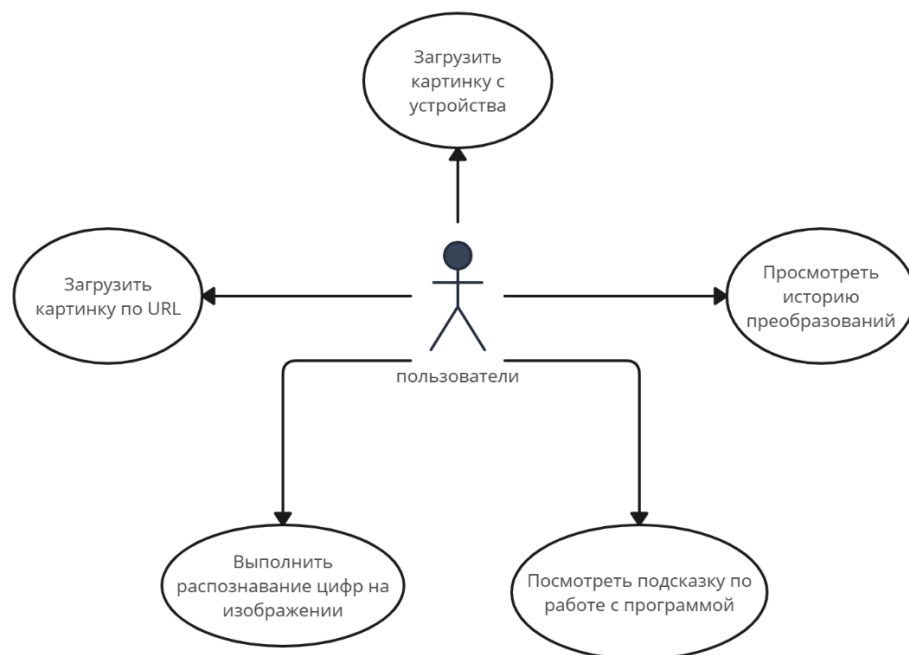 Загрузить
картинку с
устройства
Загрузить
картинку по URL
Просмотреть
историю
преобразований
пользователи
Выполнить
распознавание цифр на
изображении
Посмотреть подсказку по
работе с программой